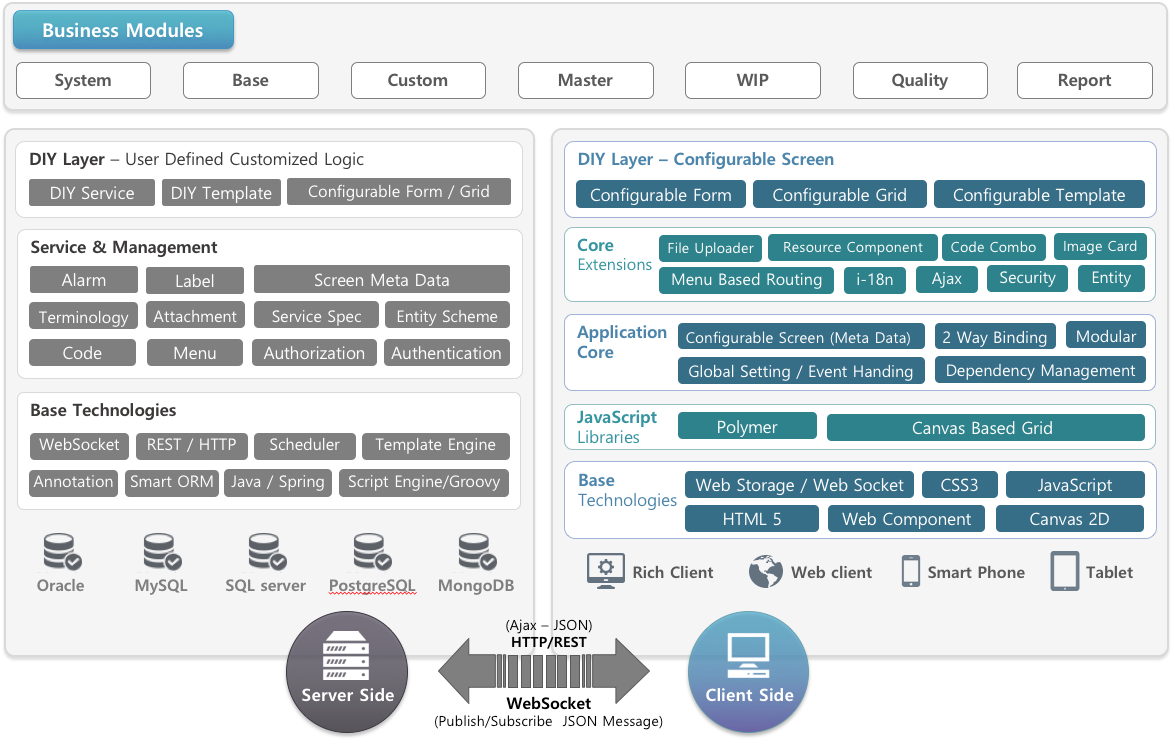 Business Modules
System Base Custom Master WIP Quality Report
DIY Layer – User Defined Customized Logic
DIY Service DIY Template Configurable Form / Grid
Service & Management
Alarm Label Screen Meta Data
Terminology Attachment Service Spec Entity Scheme
Code Menu Authorization Authentication
Base Technologies
WebSocket REST / HTTP Scheduler Template Engine
Annotation Smart ORM Java / Spring Script Engine/Groovy
Oracle MySQL SQL server PostgreSQL MongoDB
DIY Layer – Configurable Screen
Configurable Form Configurable Grid Configurable Template
Core
Extensions
File Uploader Resource Component Code Combo Image Card
Menu Based Routing i-18n Ajax Security Entity
Application
Core
Configurable Screen (Meta Data) 2 Way Binding Modular
Global Setting / Event Handing Dependency Management
JavaScript
Libraries
Polymer Canvas Based Grid
Base
Technologies
Web Storage / Web Socket CSS3 JavaScript
HTML 5 Web Component Canvas 2D
Rich Client Web client Smart Phone Tablet
Server Side
(Ajax – JSON)
HTTP/REST
WebSocket
(Publish/Subscribe JSON Message)
Client Side